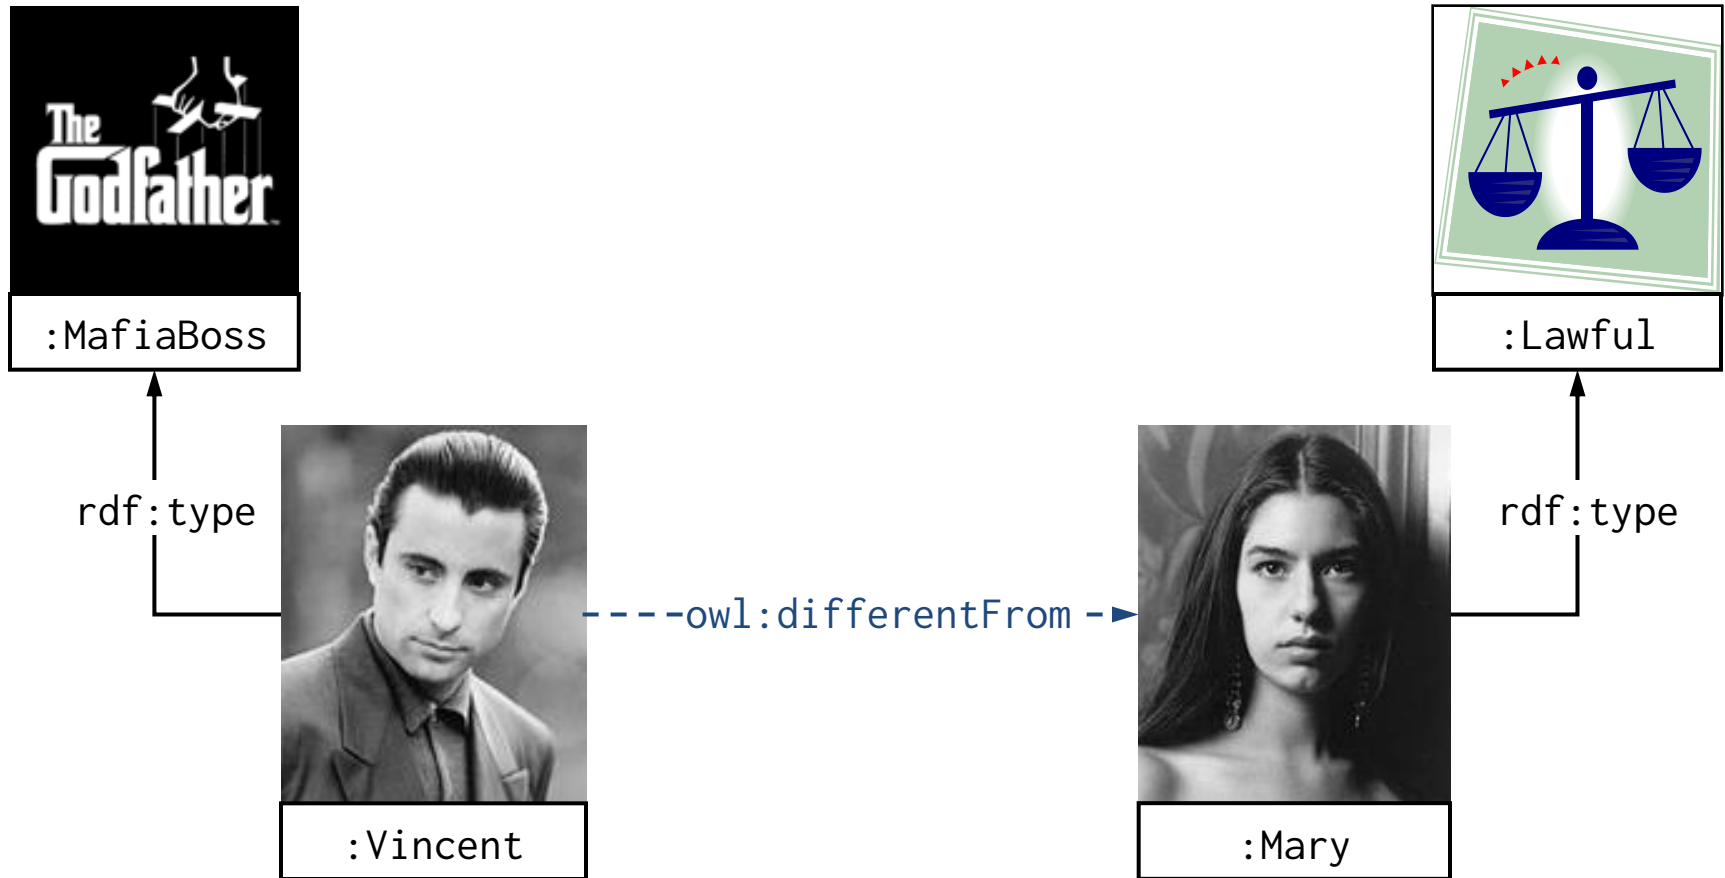 The
Godfather
:MafiaBoss
:Lawful
rdf:type
rdf:type
owl:differentFrom
:Vincent
:Mary